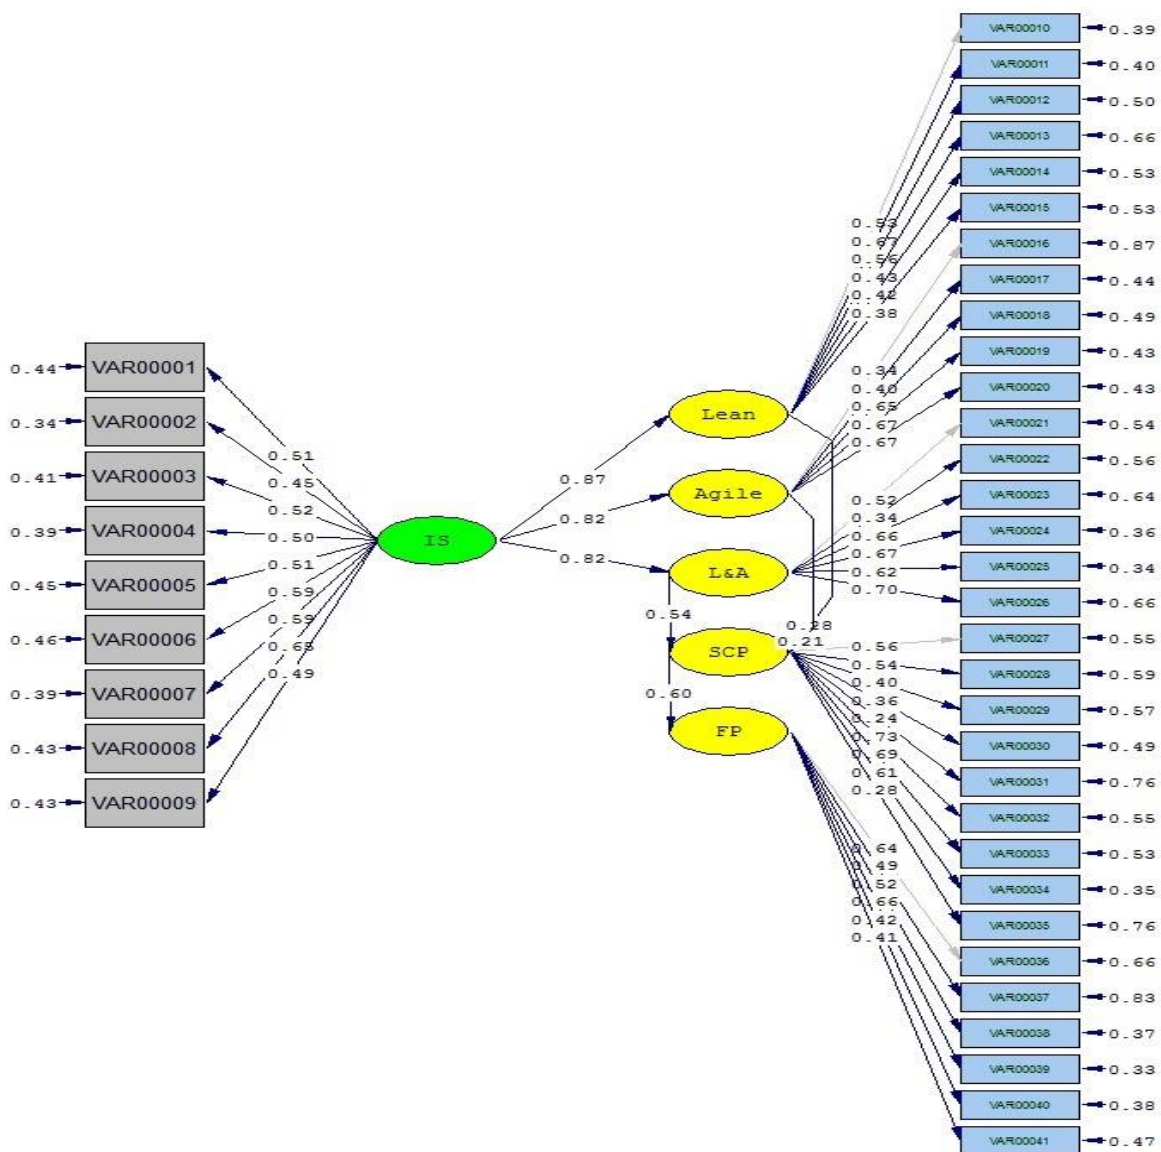 0.44 VAR00001
0.34 VAR00002
0.41 VAR00003
0.39 VAR00004
0.45 VAR00005
0.46 VAR00006
0.39 VAR00007
0.43 VAR00008
0.43 VAR00009
0.51
0.45
0.52
0.50
0.51
0.59
0.59
0.65
0.49
IS
0.87
0.82
0.82
Lean
Agile
L&A
0.54
SCP
0.60
FP
0.28
0.21
0.53
0.67
0.56
0.43
0.42
0.38
0.34
0.40
0.65
0.67
0.67
0.52
0.34
0.66
0.67
0.62
0.70
0.56
0.54
0.40
0.36
0.24
0.73
0.69
0.61
0.28
0.64
0.49
0.52
0.66
0.42
0.41
VAR00010 0.39
VAR00011 0.40
VAR00012 0.50
VAR00013 0.66
VAR00014 0.53
VAR00015 0.53
VAR00016 0.87
VAR00017 0.44
VAR00018 0.49
VAR00019 0.43
VAR00020 0.43
VAR00021 0.54
VAR00022 0.56
VAR00023 0.64
VAR00024 0.36
VAR00025 0.34
VAR00026 0.66
VAR00027 0.55
VAR00028 0.59
VAR00029 0.57
VAR00030 0.49
VAR00031 0.76
VAR00032 0.55
VAR00033 0.53
VAR00034 0.35
VAR00035 0.76
VAR00036 0.66
VAR00037 0.83
VAR00038 0.37
VAR00039 0.33
VAR00040 0.38
VAR00041 0.47